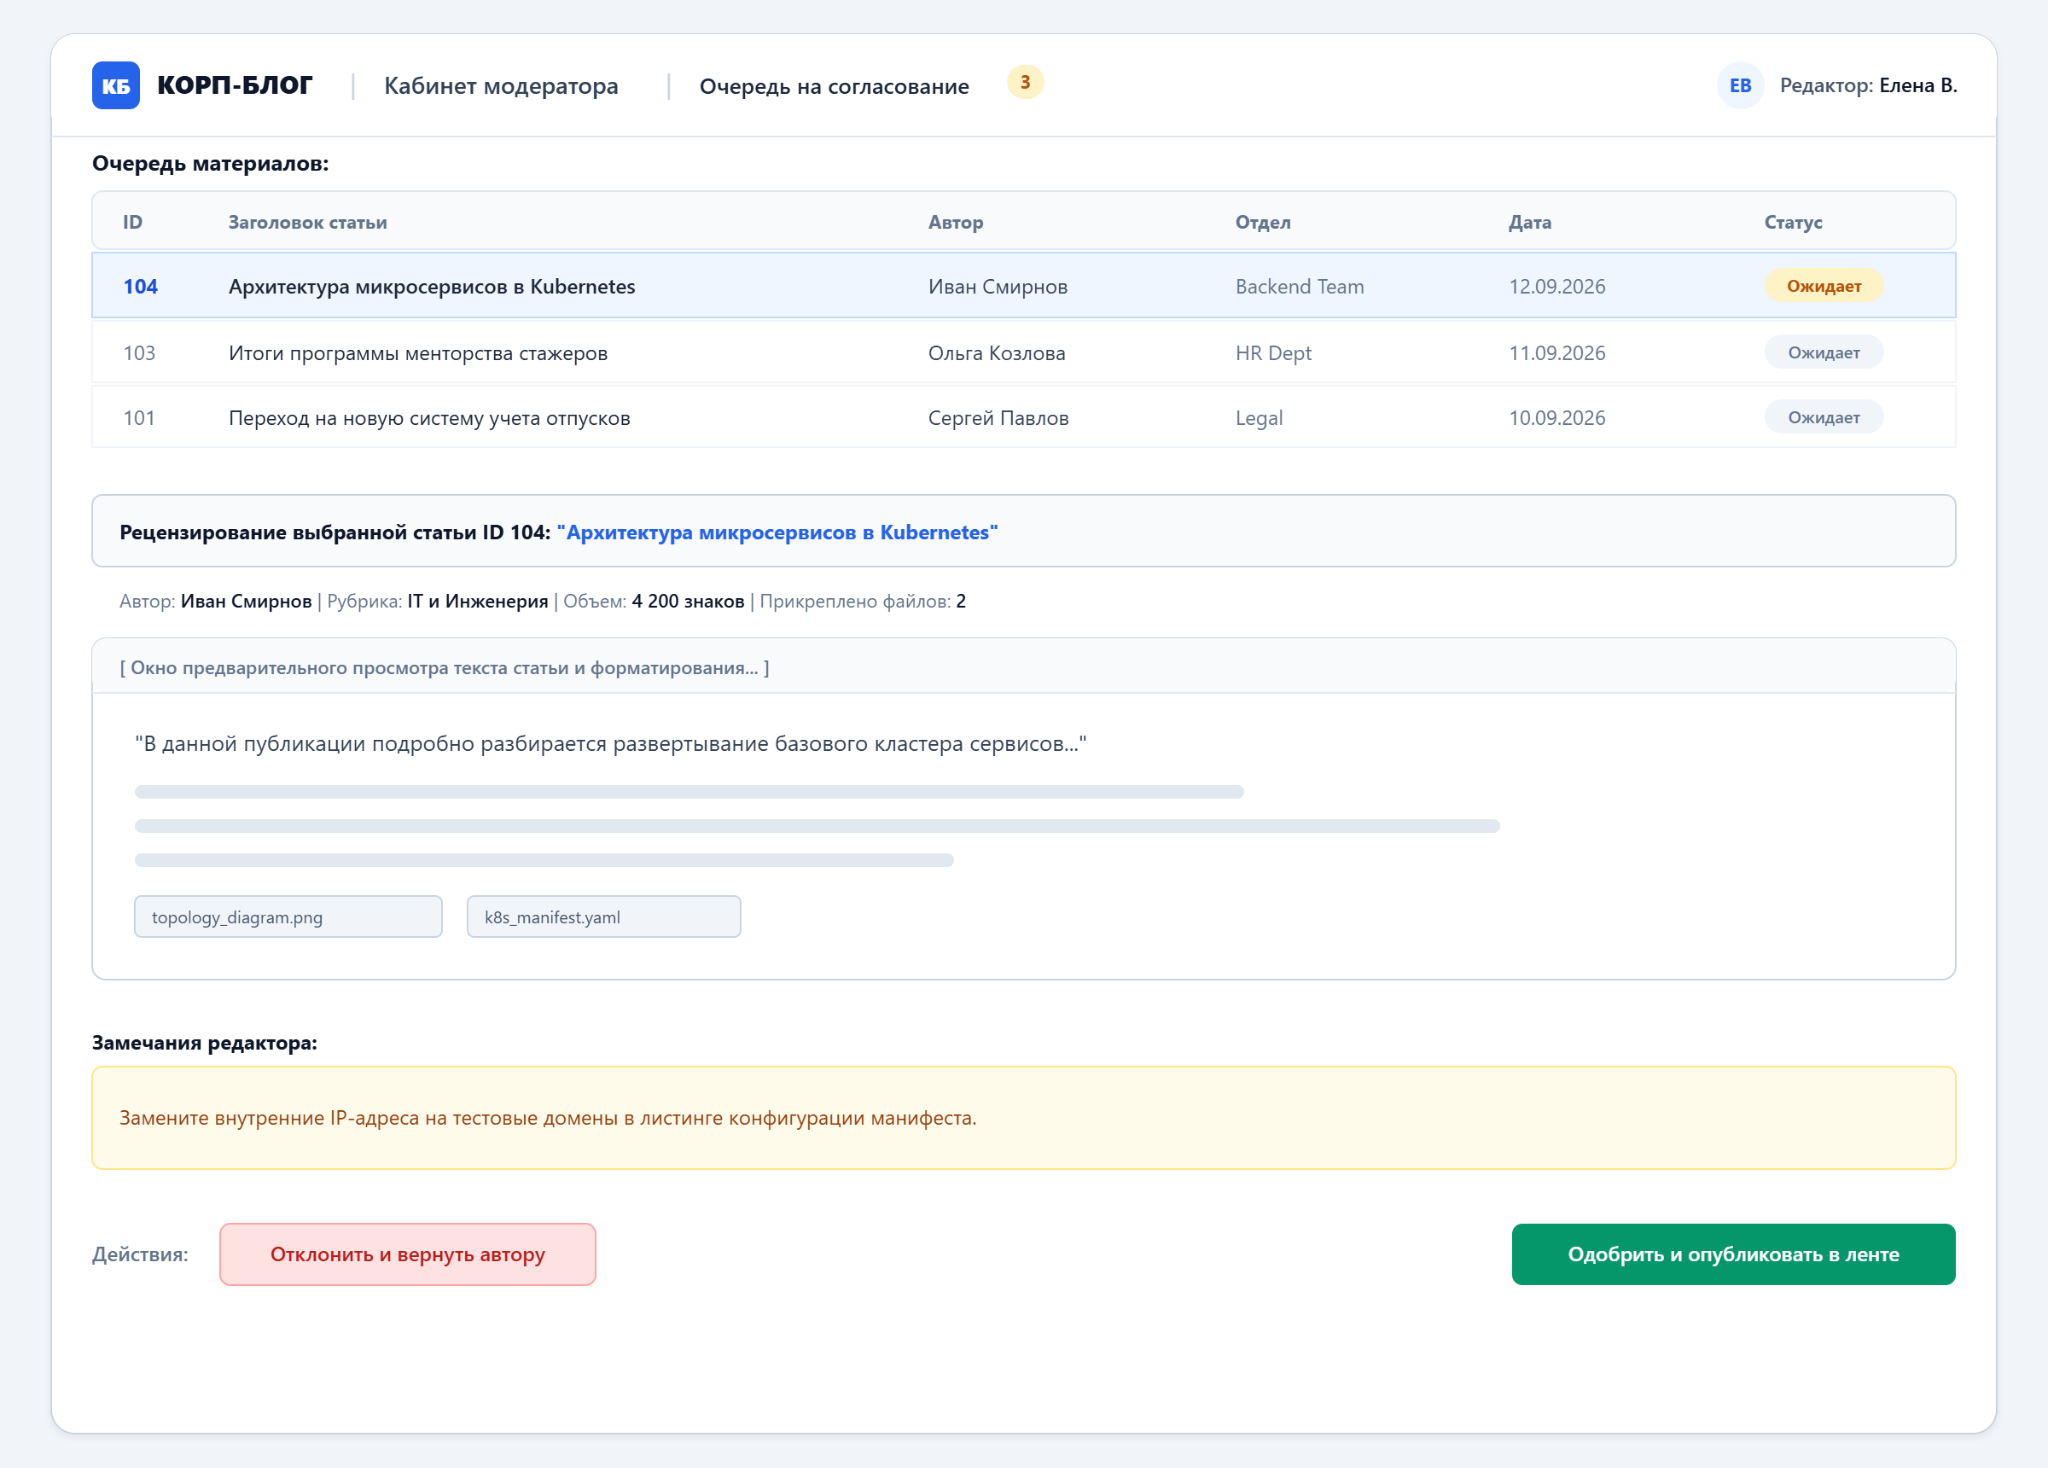 КБ КОРП-БЛОГ | Кабинет модератора | Очередь на согласование 3 ЕВ Редактор: Елена В.
Очередь материалов:
ID Заголовок статьи Автор Отдел Дата Статус
104 Архитектура микросервисов в Kubernetes Иван Смирнов Backend Team 12.09.2026 Ожидает
103 Итоги программы менторства стажеров Ольга Козлова HR Dept 11.09.2026 Ожидает
101 Переход на новую систему учета отпусков Сергей Павлов Legal 10.09.2026 Ожидает
Рецензирование выбранной статьи ID 104: "Архитектура микросервисов в Kubernetes"
Автор: Иван Смирнов | Рубрика: IT и Инженерия | Объем: 4 200 знаков | Прикреплено файлов: 2
[ Окно предварительного просмотра текста статьи и форматирования... ]
"В данной публикации подробно разбирается развертывание базового кластера сервисов..."
topology_diagram.png k8s_manifest.yaml
Замечания редактора:
Замените внутренние IP-адреса на тестовые домены в листинге конфигурации манифеста.
Действия: Отклонить и вернуть автору Одобрить и опубликовать в ленте